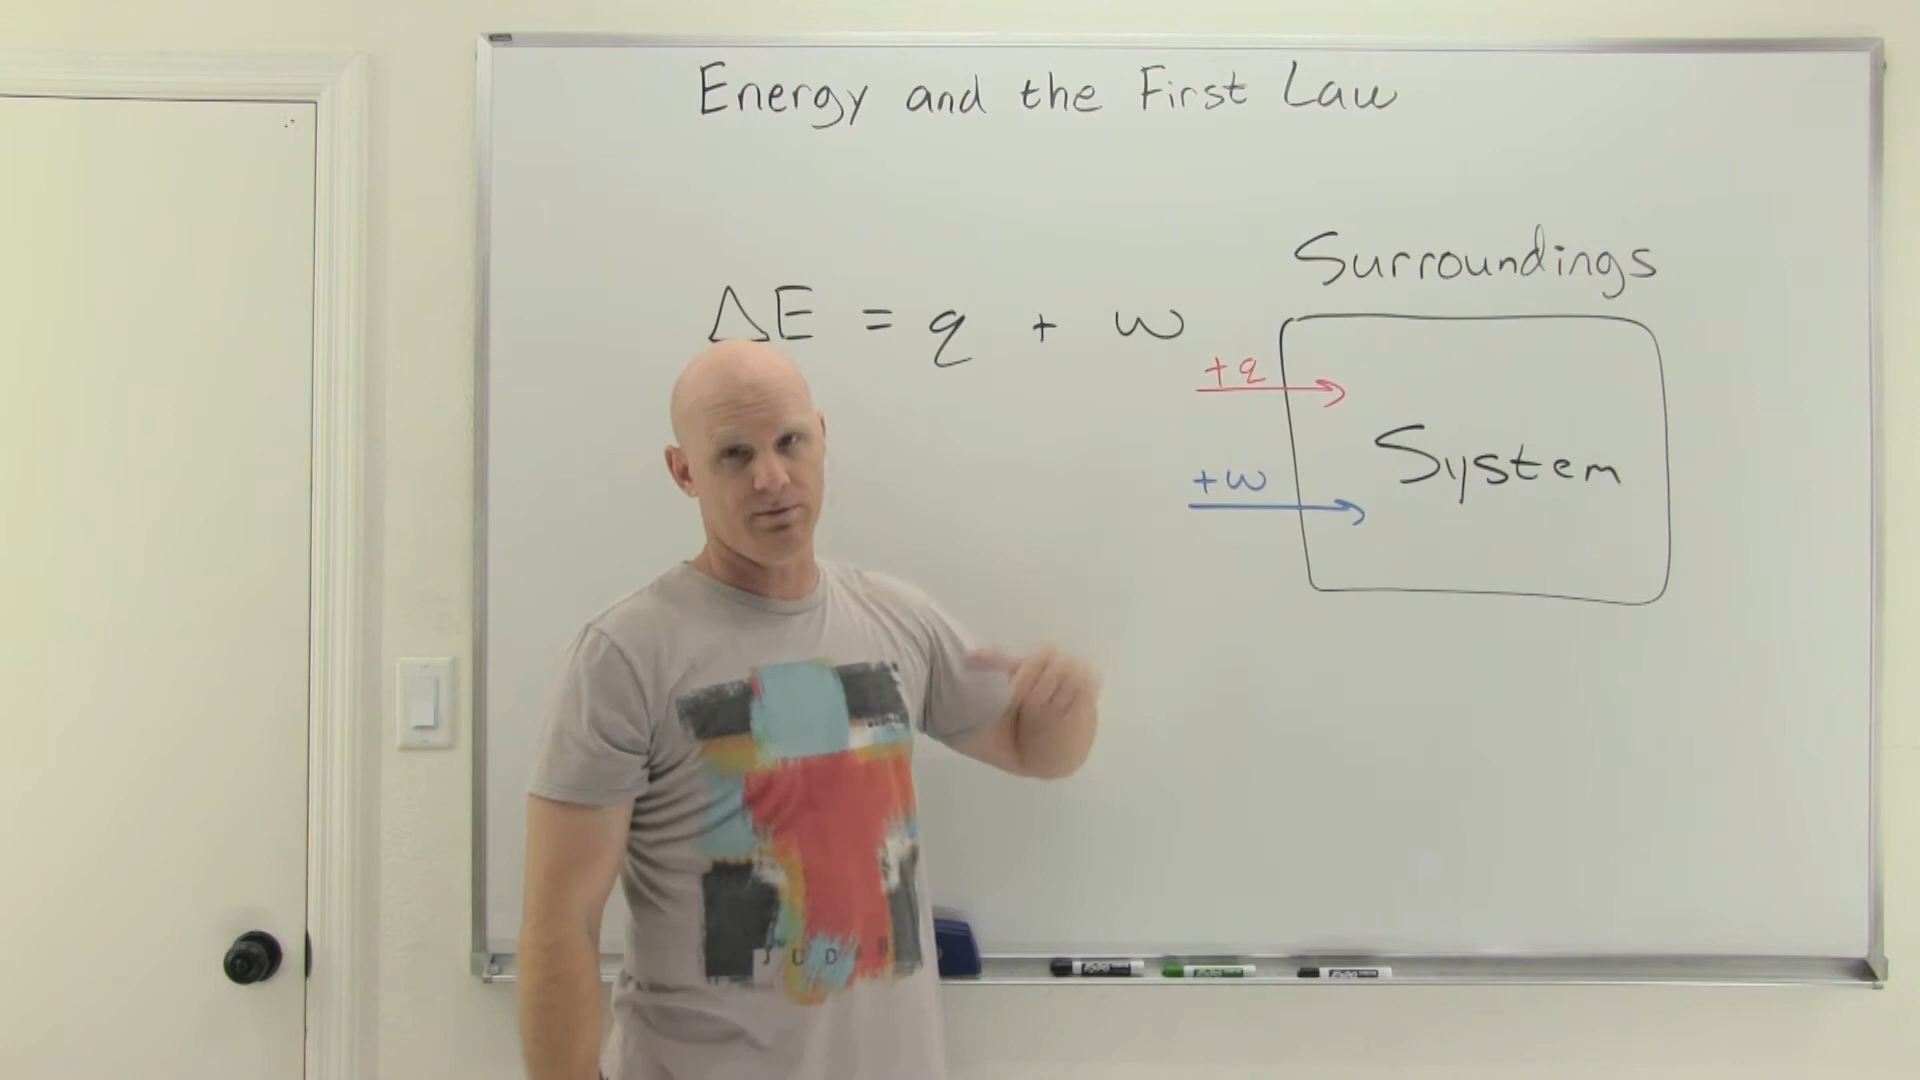 Energy and the First Law
Surroundings
ΔE = q + w
+q
System
+w